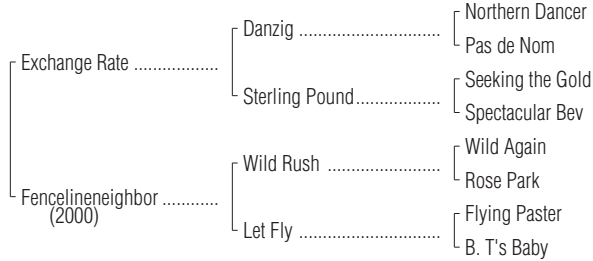 Northern Dancer
Danzig ..............................
Pas de Nom
Exchange Rate ..................
Seeking the Gold
Sterling Pound..................
Spectacular Bev
Wild Again
Wild Rush ........................
Rose Park
Fencelineneighbor ............
(2000)
Flying Paster
Let Fly ..............................
B. T's Baby